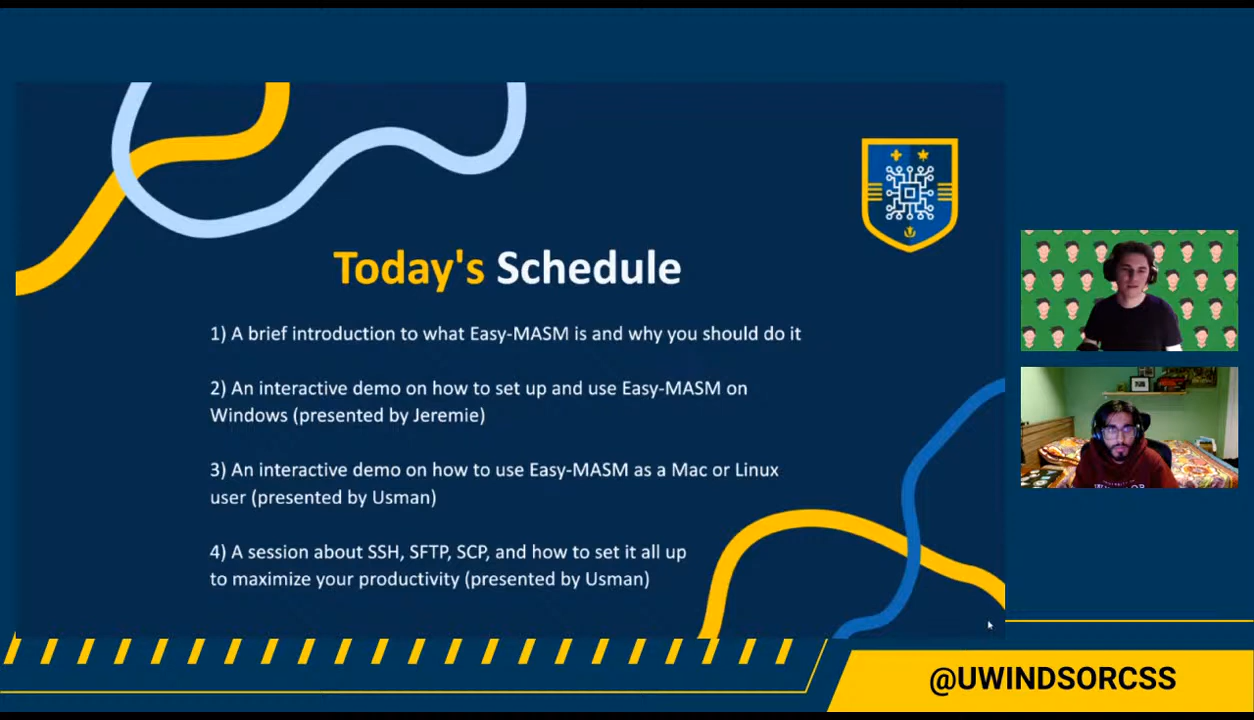 Today's Schedule
1) A brief introduction to what Easy-MASM is and why you should do it
2) An interactive demo on how to set up and use Easy-MASM on
Windows (presented by Jeremie)
3) An interactive demo on how to use Easy-MASM as a Mac or Linux
user (presented by Usman)
4) A session about SSH, SFTP, SCP, and how to set it all up
to maximize your productivity (presented by Usman)
@UWINDSORCSS